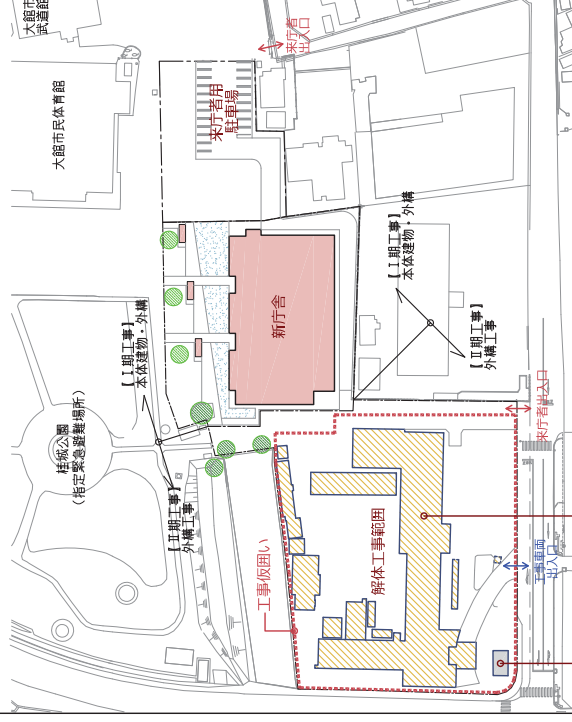 大館市
武道館
大館市民体育館
来庁者
出入口
来庁者用
駐車場
【Ⅰ期工事】
本体建物・外構
新庁舎
【Ⅱ期工事】
外構工事
【Ⅰ期工事】
本体建物・外構
桂城公園
(指定緊急避難場所)
【Ⅱ期工事】
外構工事
来庁者出入口
工事仮囲い
解体工事範囲
工事車両
出入口